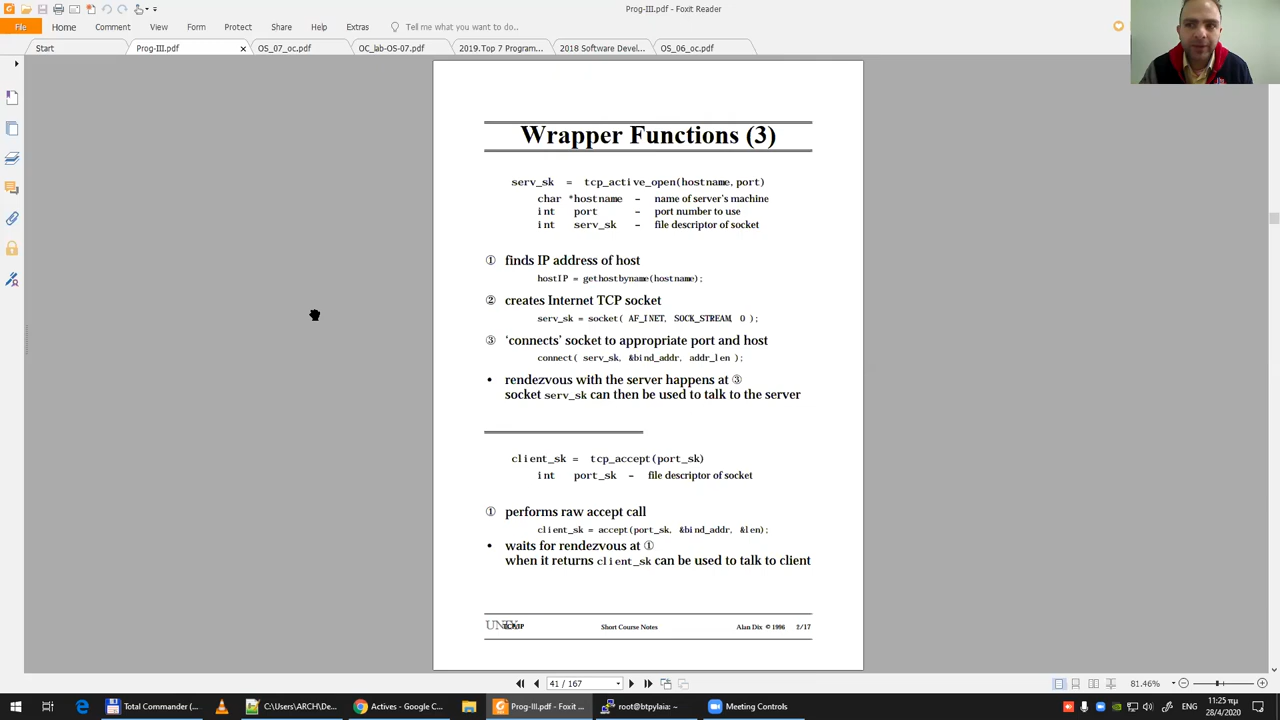 Prog-III.pdf - Foxit Reader
File Home Comment View Form Protect Share Help Extras Tell me what you want to do..
Start Prog-III.pdf OS_07_oc.pdf OC_lab-OS-07.pdf 2019.Top 7 Program... 2018 Software Devel... OS_06_oc.pdf
Wrapper Functions (3)
serv_sk = tcp_active_open(hostname,port)
char *hostname – name of server's machine
int port – port number to use
int serv_sk – file descriptor of socket
① finds IP address of host
hostIP = gethostbyname(hostname);
② creates Internet TCP socket
serv_sk = socket( AF_INET, SOCK_STREAM, 0 );
③ ‘connects’ socket to appropriate port and host
connect( serv_sk, &bind_addr, addr_len );
• rendezvous with the server happens at ③
socket serv_sk can then be used to talk to the server
client_sk = tcp_accept(port_sk)
int port_sk – file descriptor of socket
① performs raw accept call
client_sk = accept(port_sk, &bind_addr, &len);
• waits for rendezvous at ①
when it returns client_sk can be used to talk to client
TCP/IP Short Course Notes Alan Dix © 1996 2/17
41 / 167 81.46%
Total Commander (... C:\Users\ARCH\De... Actives - Google C... Prog-III.pdf - Foxit ... root@btpylaia: ~ Meeting Controls
11:25 πμ
28/4/2020